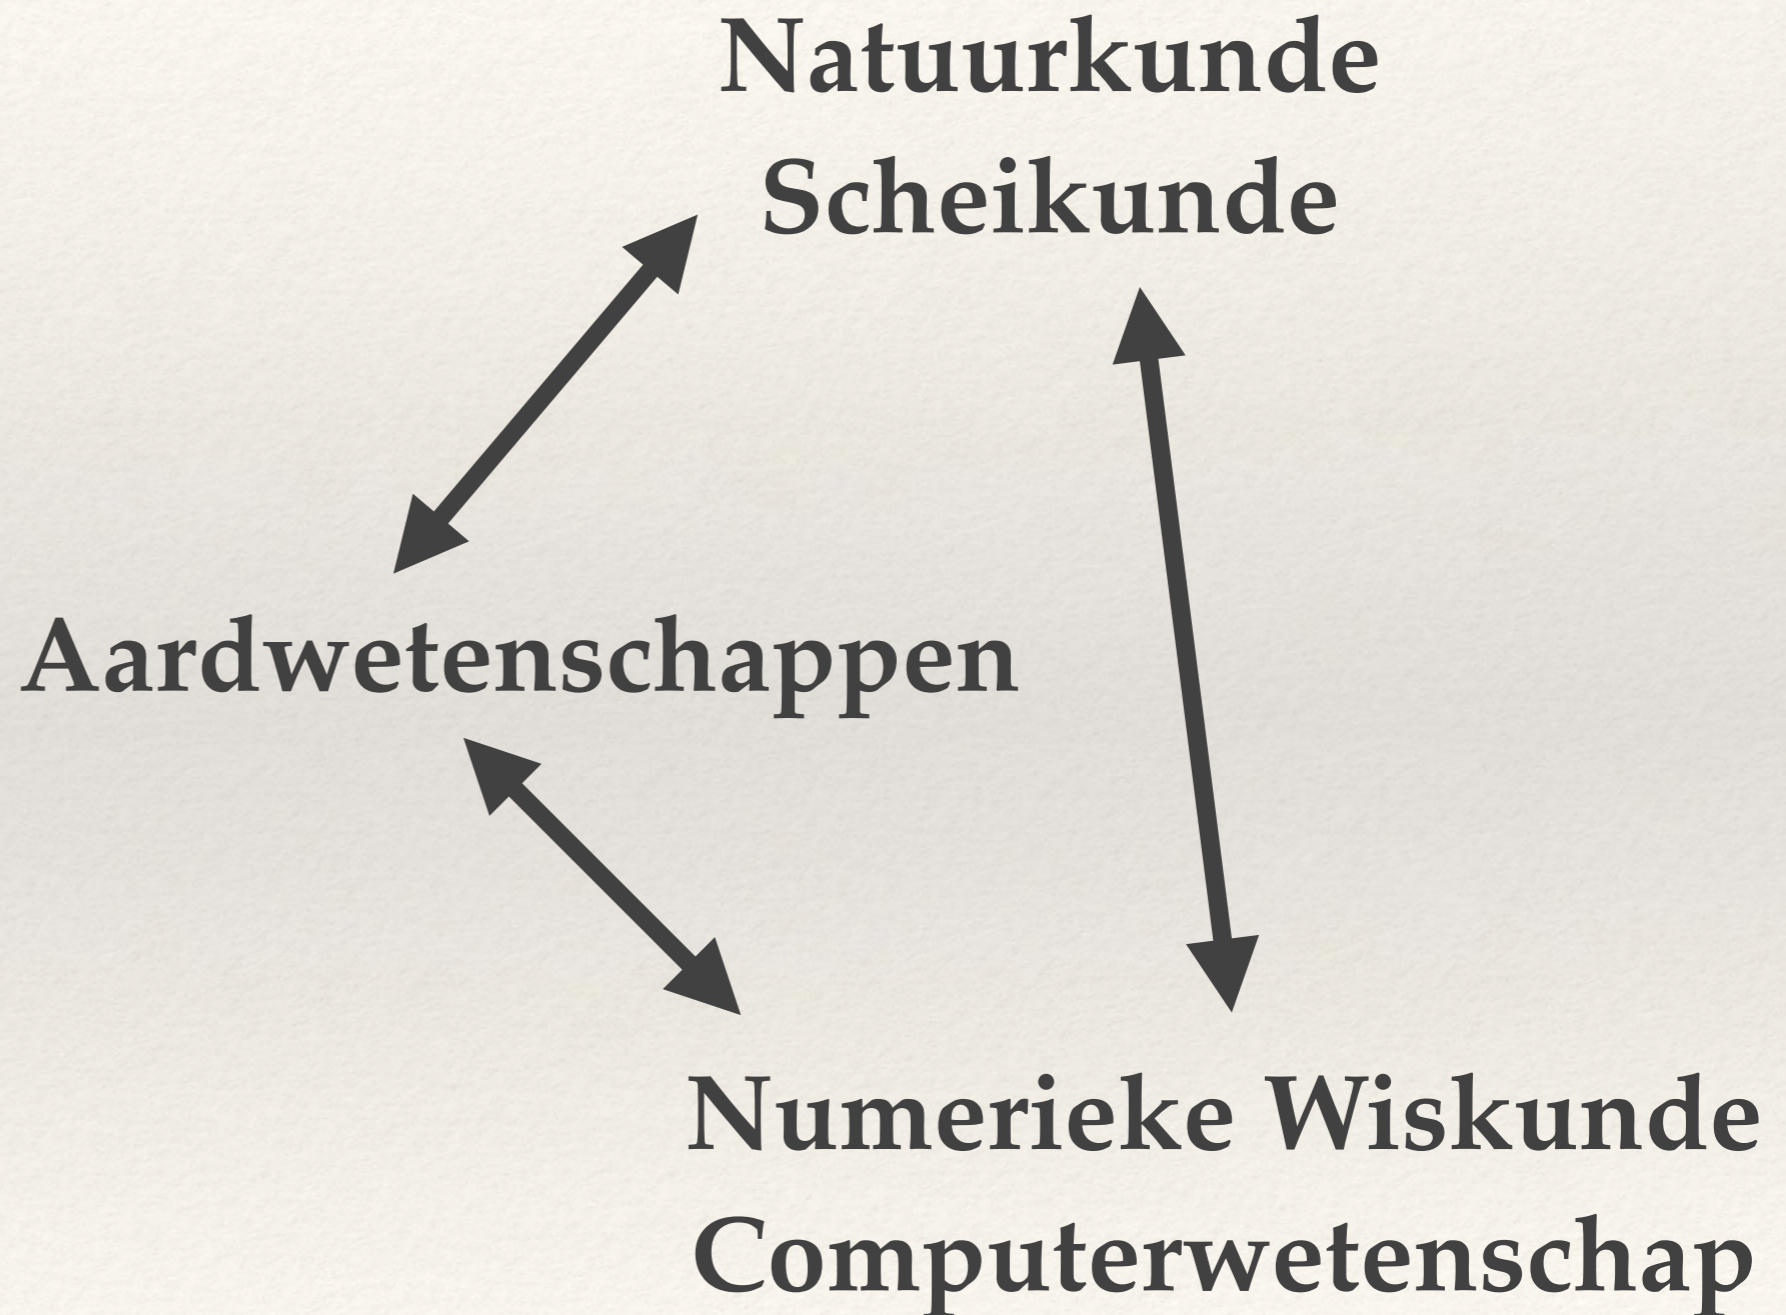 Natuurkunde
Scheikunde
Aardwetenschappen
Numerieke Wiskunde
Computerwetenschap